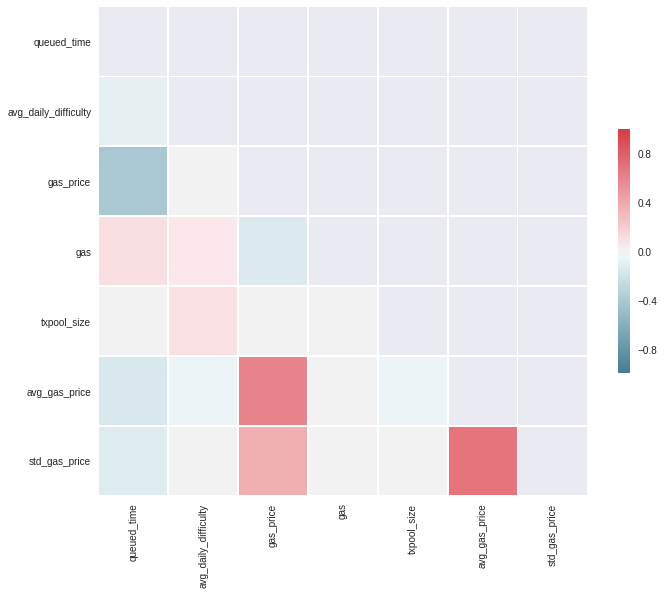 queued_time
avg_daily_difficulty
gas_price
gas
txpool_size
avg_gas_price
std_gas_price
queued_time
avg_daily_difficulty
gas_price
gas
txpool_size
avg_gas_price
std_gas_price
0.8
0.4
0.0
−0.4
−0.8